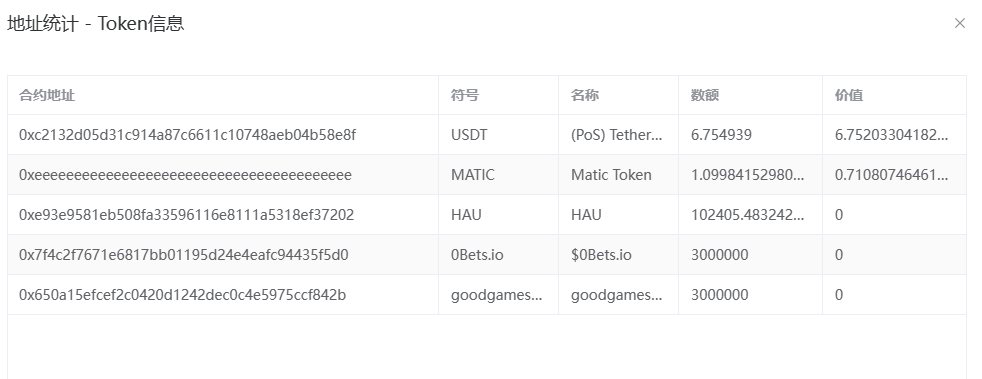 地址统计 - Token信息
合约地址 符号 名称 数额 价值
0xc2132d05d31c914a87c6611c10748aeb04b58e8f USDT (PoS) Tether... 6.754939 6.75203304182...
0xeeeeeeeeeeeeeeeeeeeeeeeeeeeeeeeeeeeeeeee MATIC Matic Token 1.09984152980... 0.71080746461...
0xe93e9581eb508fa33596116e8111a5318ef37202 HAU HAU 102405.483242... 0
0x7f4c2f7671e6817bb01195d24e4eafc94435f5d0 0Bets.io $0Bets.io 3000000 0
0x650a15efcef2c0420d1242dec0c4e5975ccf842b goodgames... goodgames... 3000000 0